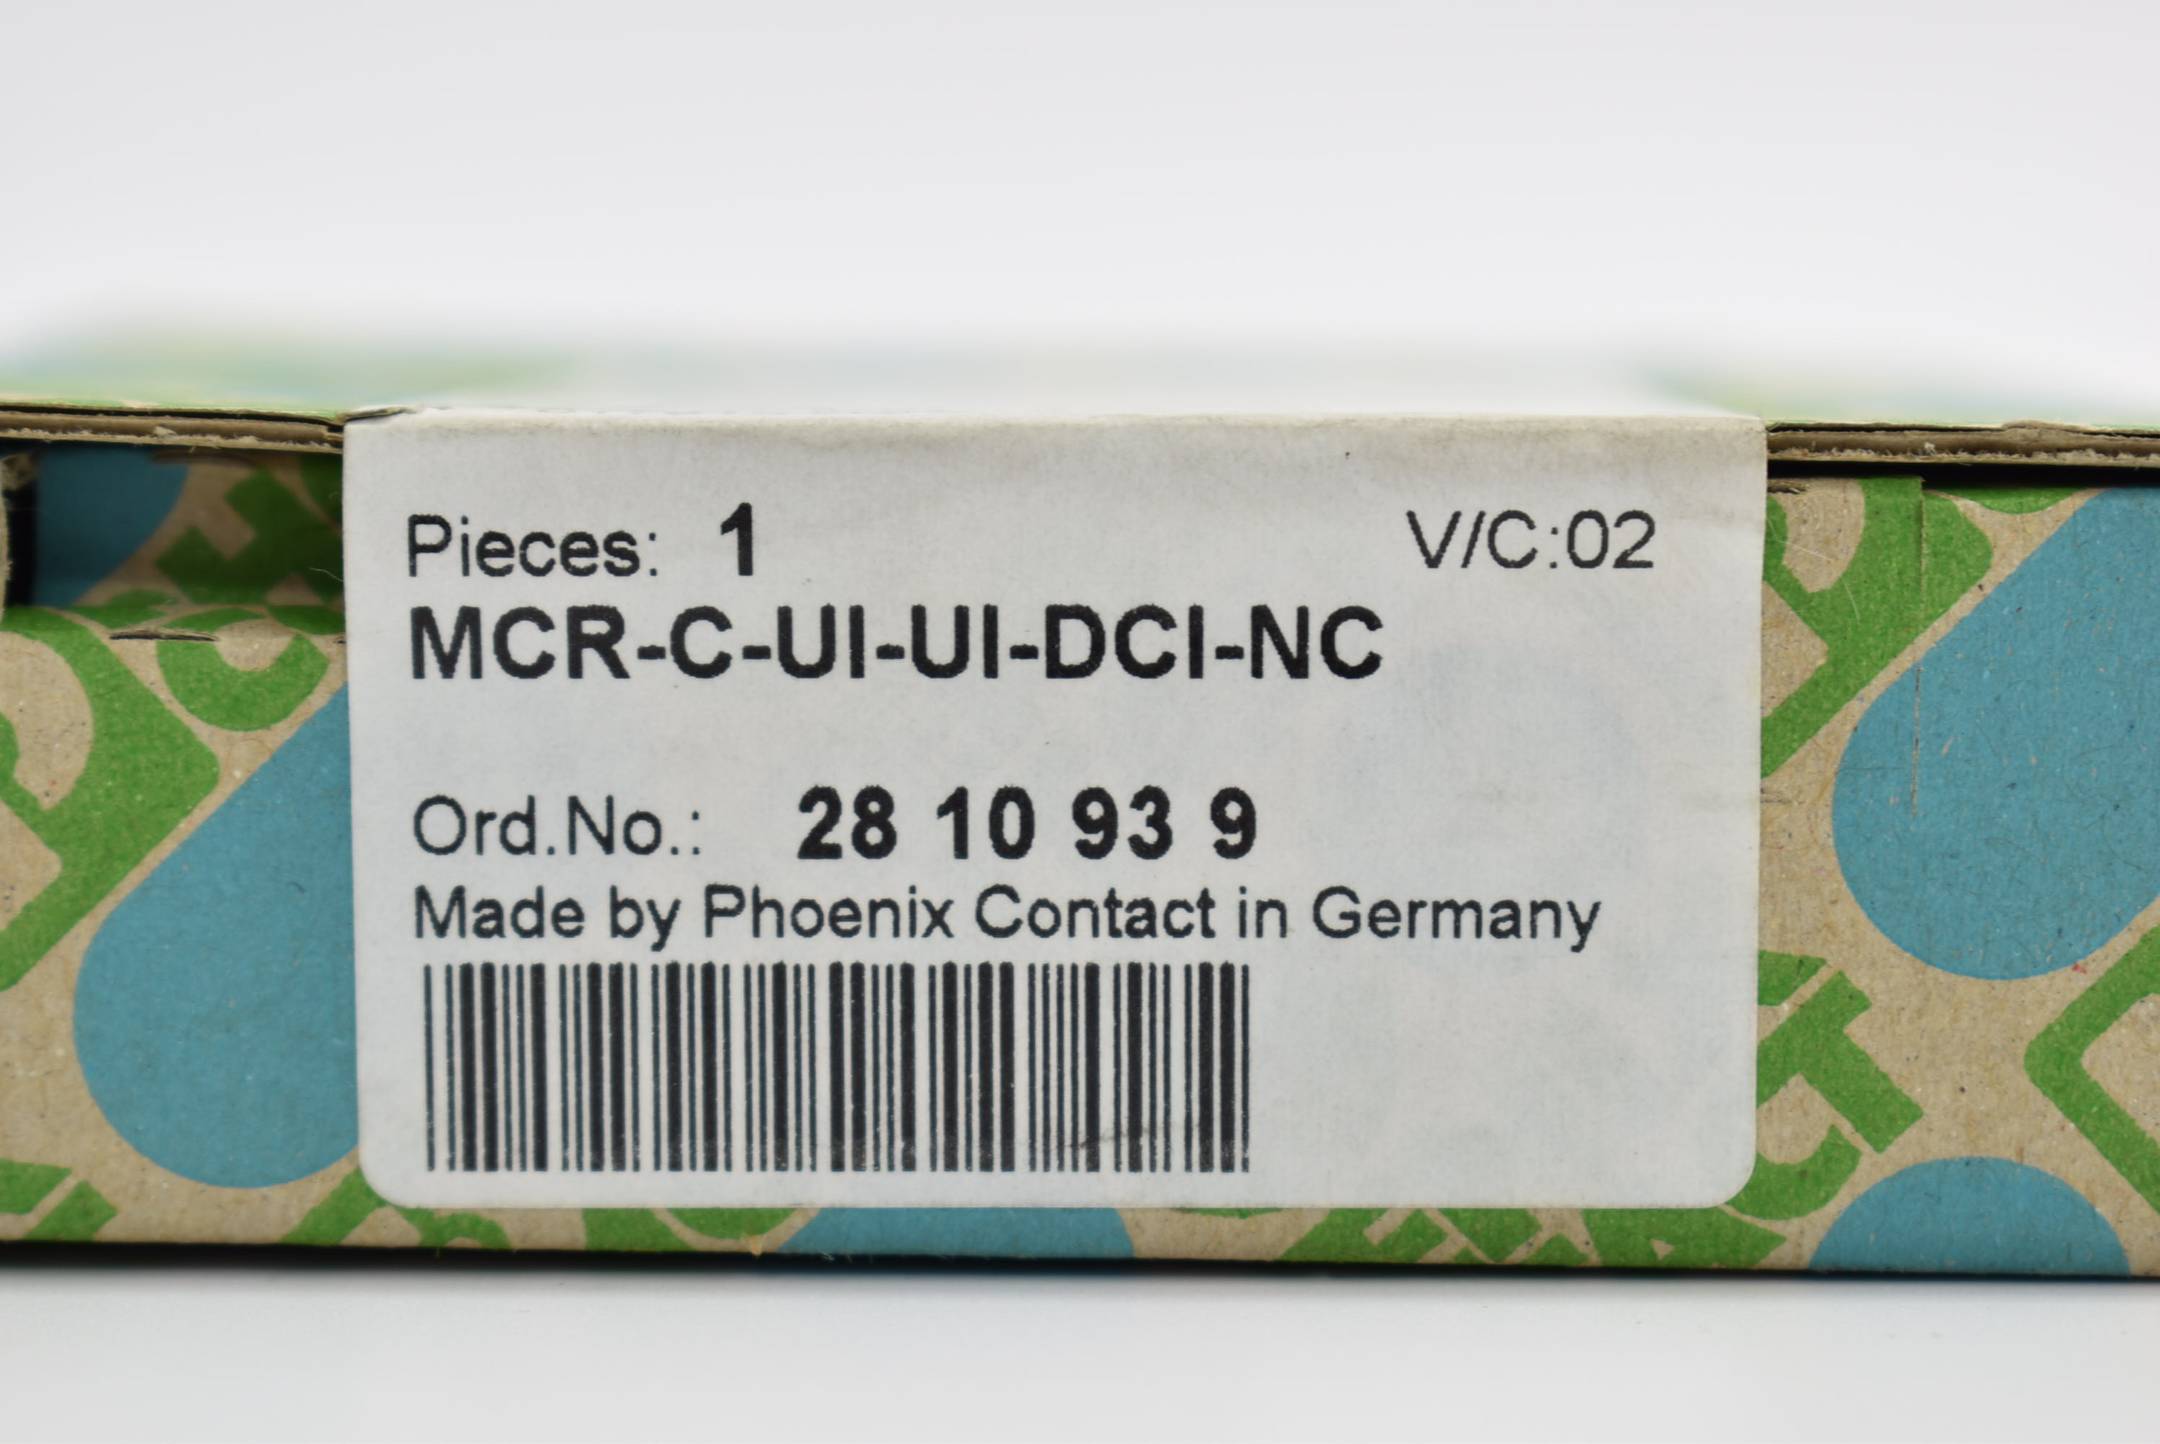 Pieces: 1 V/C:02
MCR-C-UI-UI-DCI-NC
Ord.No.: 28 10 93 9
Made by Phoenix Contact in Germany